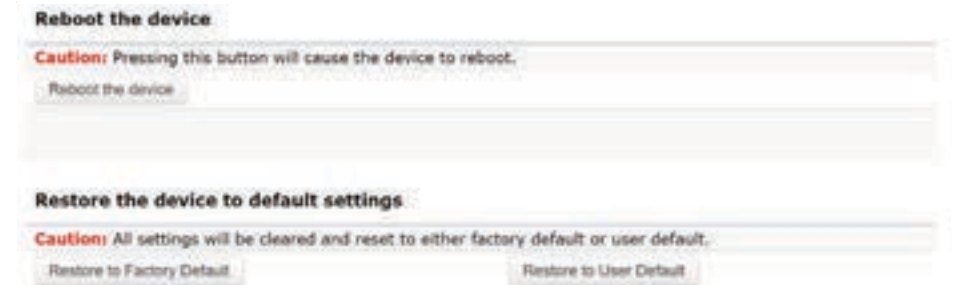 Reboot the device
Caution: Pressing this button will cause the device to reboot.
Reboot the device
Restore the device to default settings
Caution: All settings will be cleared and reset to either factory default or user default.
Restore to Factory Default Restore to User Default